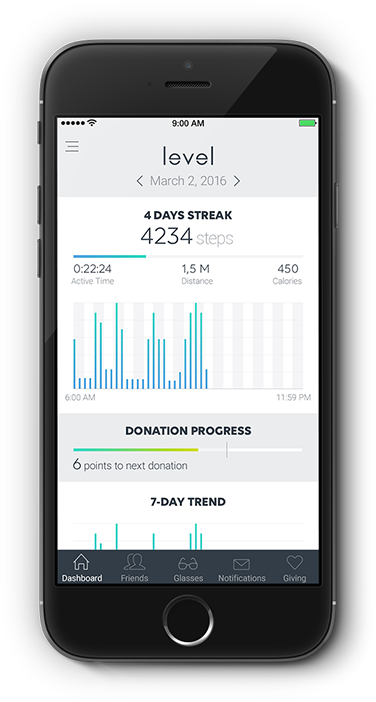 9:00 AM
level
March 2, 2016
4 DAYS STREAK
4234 steps
0:22:24 1,5 M 450
Active Time Distance Calories
6:00 AM 11:59 PM
DONATION PROGRESS
6 points to next donation
7-DAY TREND
Dashboard Friends Glasses Notifications Giving